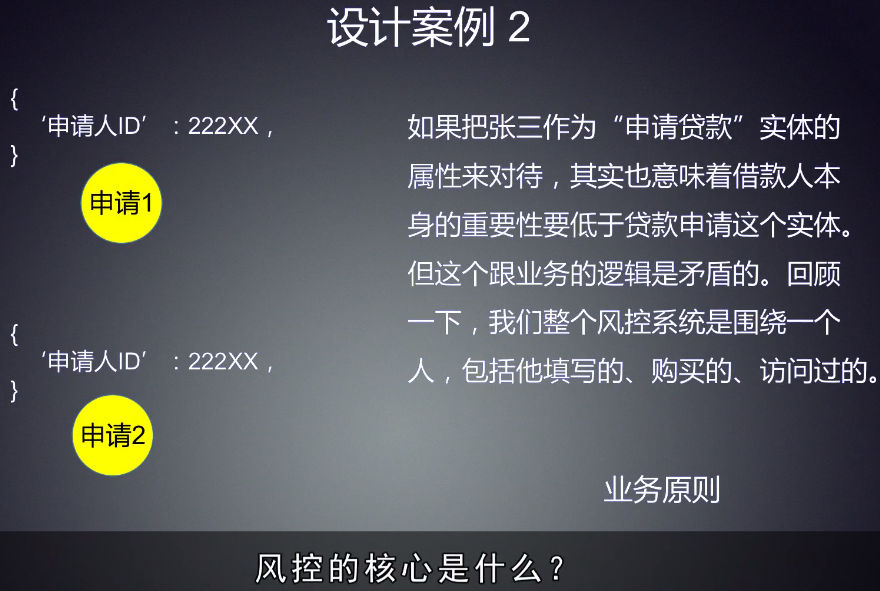 设计案例 2
{
‘申请人ID’ : 222XX ,
}
申请1
{
‘申请人ID’ : 222XX ,
}
申请2
如果把张三作为“申请贷款”实体的
属性来对待，其实也意味着借款人本
身的重要性要低于贷款申请这个实体。
但这个跟业务的逻辑是矛盾的。回顾
一下，我们整个风控系统是围绕一个
人，包括他填写的、购买的、访问过的。
业务原则
风控的核心是什么？